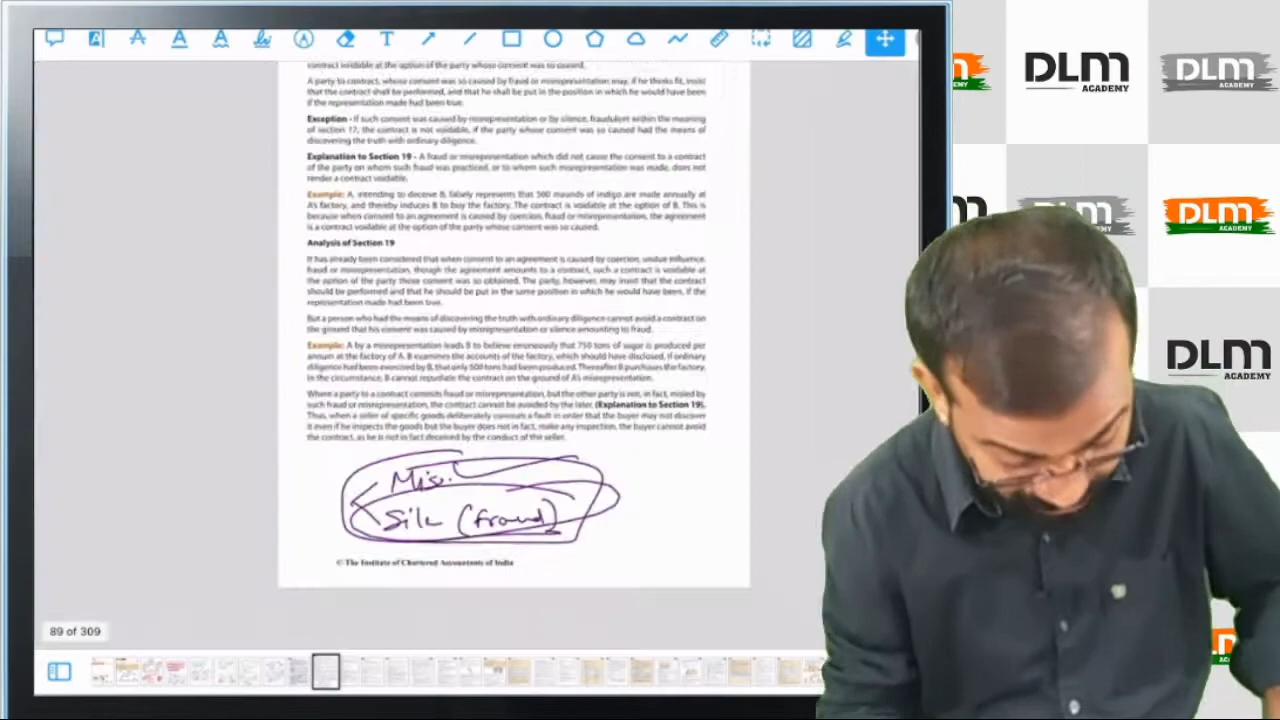 DLM
ACADEMY
DLM
ACADEMY
contract voidable at the option of the party whose consent was so caused.
A party to contract, whose consent was so caused by fraud or misrepresentation may, if he thinks fit, insist
that the contract shall be performed, and that he shall be put in the position in which he would have been
if the representation made had been true.
Exception - If such consent was caused by misrepresentation or by silence, fraudulent within the meaning
of section 17, the contract is not voidable, if the party whose consent was so caused had the means of
discovering the truth with ordinary diligence.
Explanation to Section 19 - A fraud or misrepresentation which did not cause the consent to a contract
of the party on whom such fraud was practiced, or to whom such misrepresentation was made, does not
render a contract voidable.
Example: A, intending to deceive B, falsely represents that 500 maunds of indigo are made annually at
A's factory, and thereby induces B to buy the factory. The contract is voidable at the option of B. This is
because when consent to an agreement is caused by coercion, fraud or misrepresentation, the agreement
is a contract voidable at the option of the party whose consent was so caused.
Analysis of Section 19
It has already been considered that when consent to an agreement is caused by coercion, undue influence,
fraud or misrepresentation, though the agreement amounts to a contract, such a contract is voidable at
the option of the party whose consent was so obtained. The party, however, may insist that the contract
should be performed and that he should be put in the same position in which he would have been, if the
representation made had been true.
But a person who had the means of discovering the truth with ordinary diligence cannot avoid a contract on
the ground that his consent was caused by misrepresentation or silence amounting to fraud.
Example: A by a misrepresentation leads B to believe erroneously that 750 tons of sugar is produced per
annum at the factory of A. B examines the accounts of the factory, which should have disclosed, if ordinary
diligence had been exercised by B, that only 500 tons had been produced. Thereafter B purchases the factory.
In the circumstance, B cannot repudiate the contract on the ground of A's misrepresentation.
Where a party to a contract commits fraud or misrepresentation, but the other party is not, in fact, misled by
such fraud or misrepresentation, the contract cannot be avoided by the later, (Explanation to Section 19).
Thus, when a seller of specific goods deliberately conceals a fault in order that the buyer may not discover
it even if he inspects the goods but the buyer does not in fact, make any inspection, the buyer cannot avoid
the contract, as he is not in fact deceived by the conduct of the seller.
Mis.
Sile (fraud)
© The Institute of Chartered Accountants of India
89 of 309
DLM
ACADEMY
DLM
ACADEMY